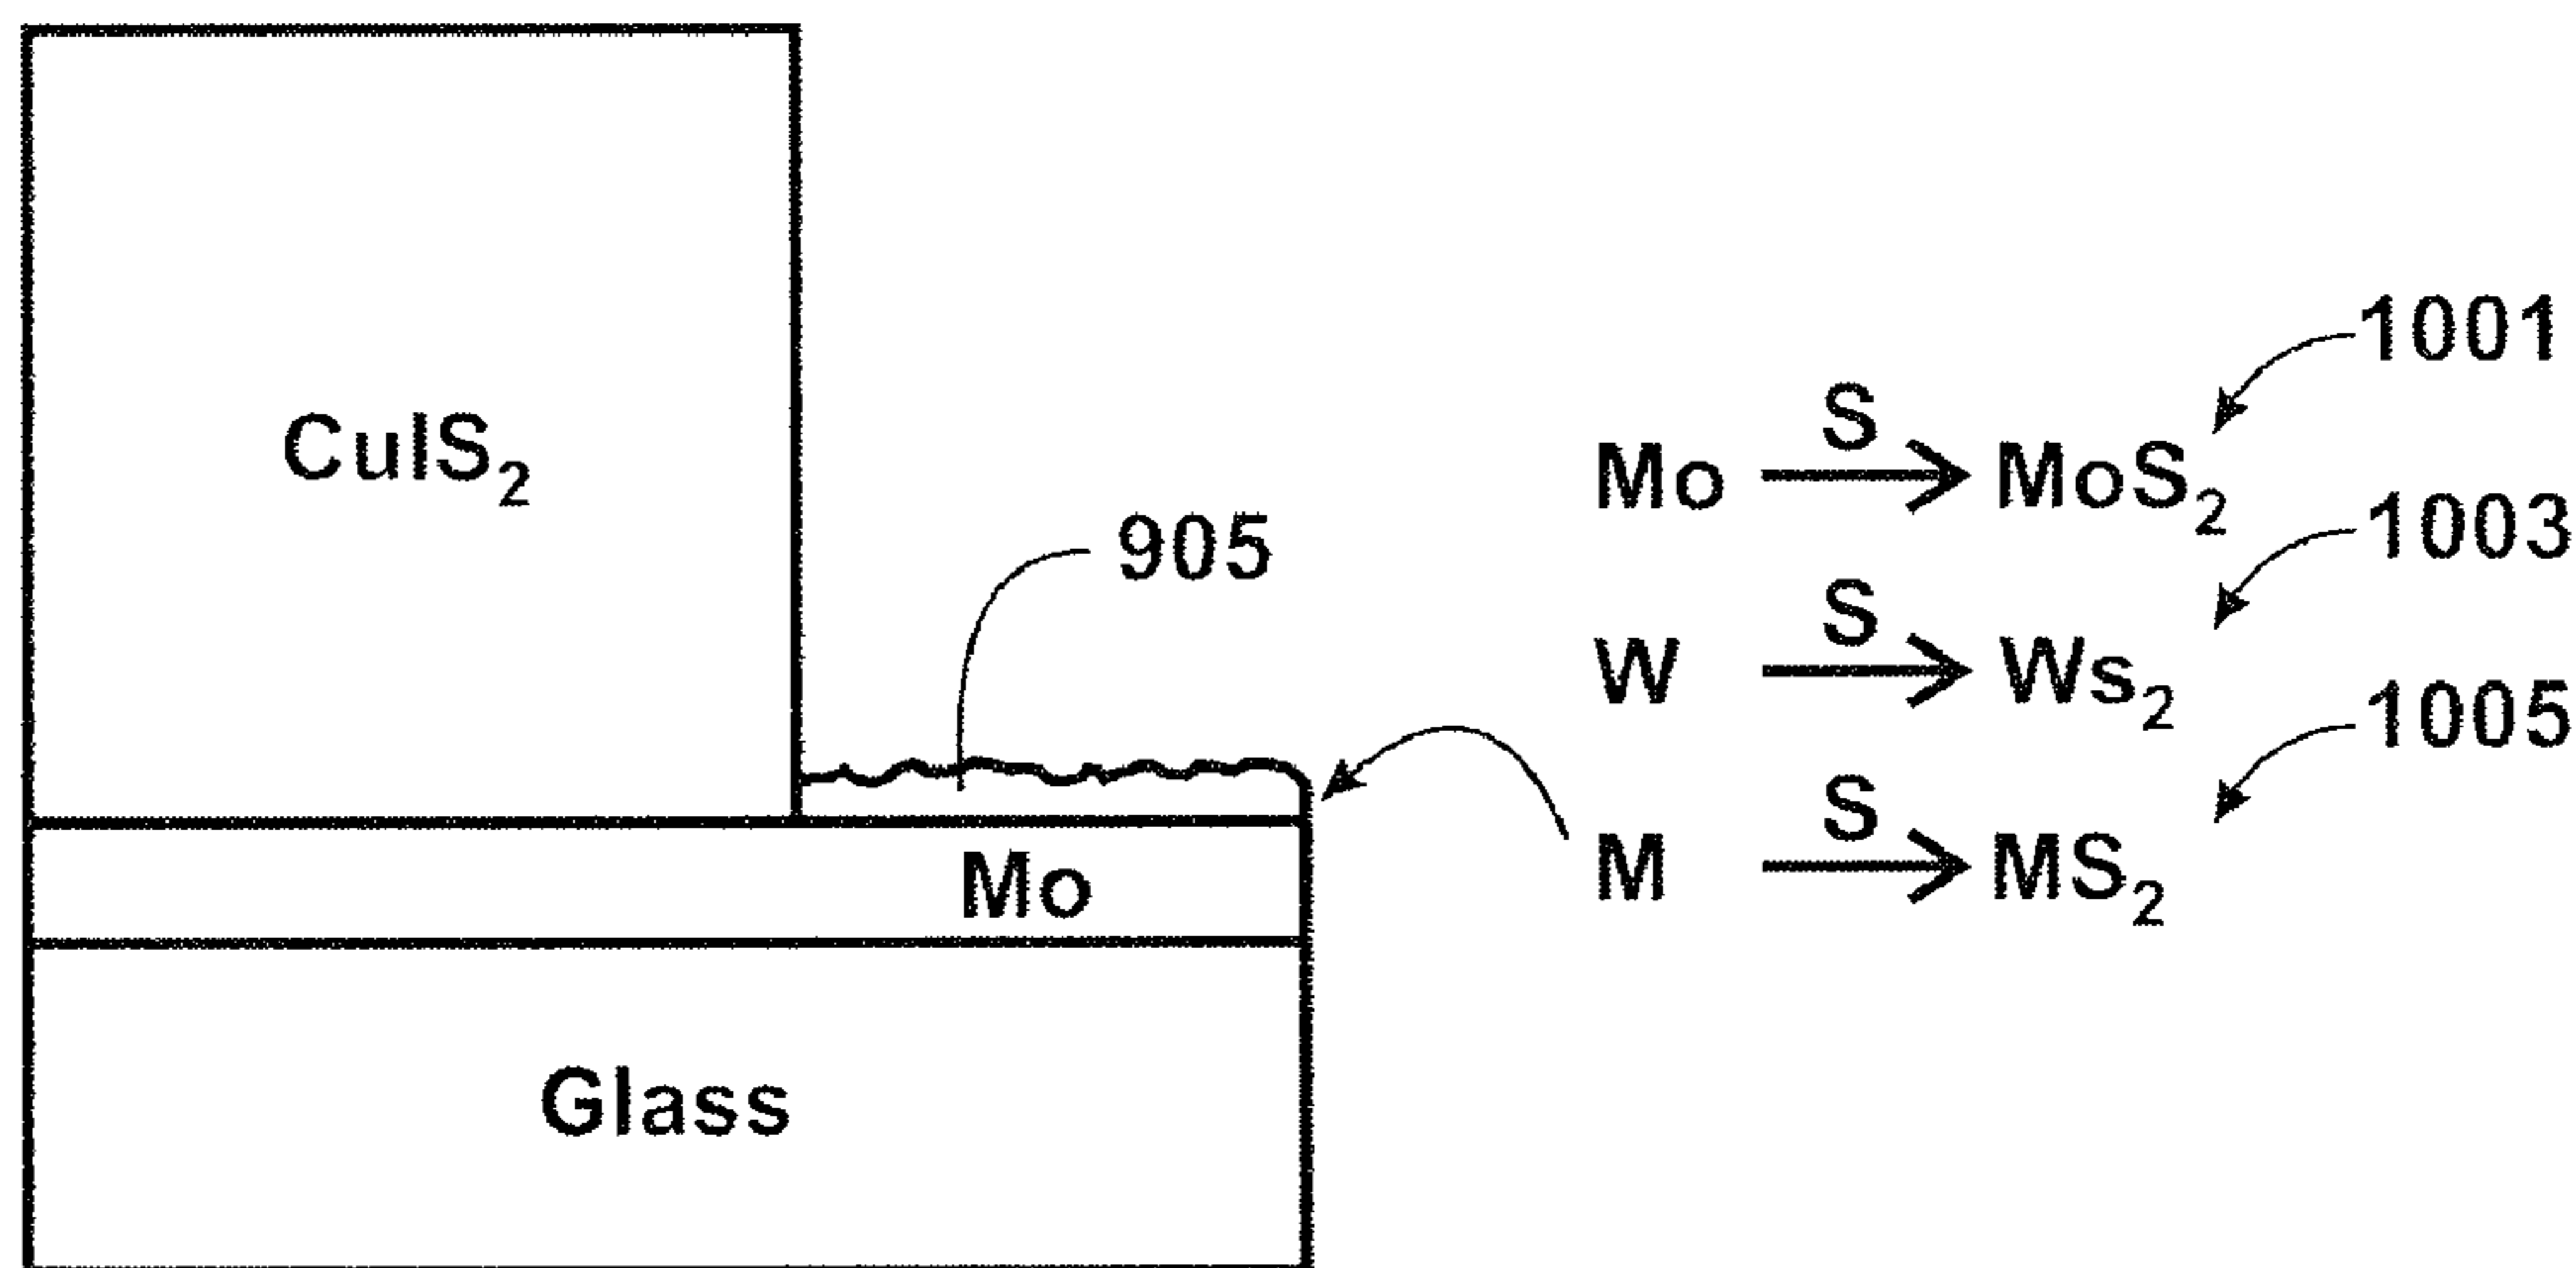 CuIS₂
905
Mo
Glass
1001
Mo S → MoS₂
1003
W S → Ws₂
1005
M S → MS₂